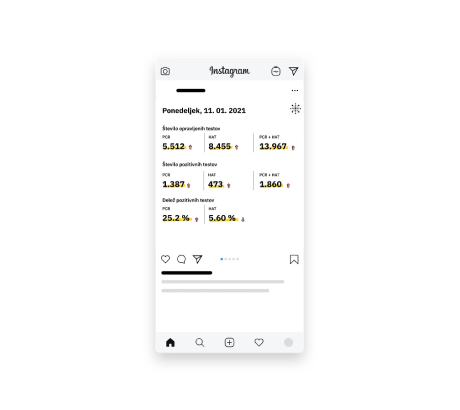 Instagram
Ponedeljek, 11. 01. 2021
Število opravljenih testov
PCR HAT PCR + HAT
5.512 8.455 13.967
Število pozitivnih testov
PCR HAT PCR + HAT
1.387 473 1.860
Delež pozitivnih testov
PCR HAT
25.2 % 5.60 %